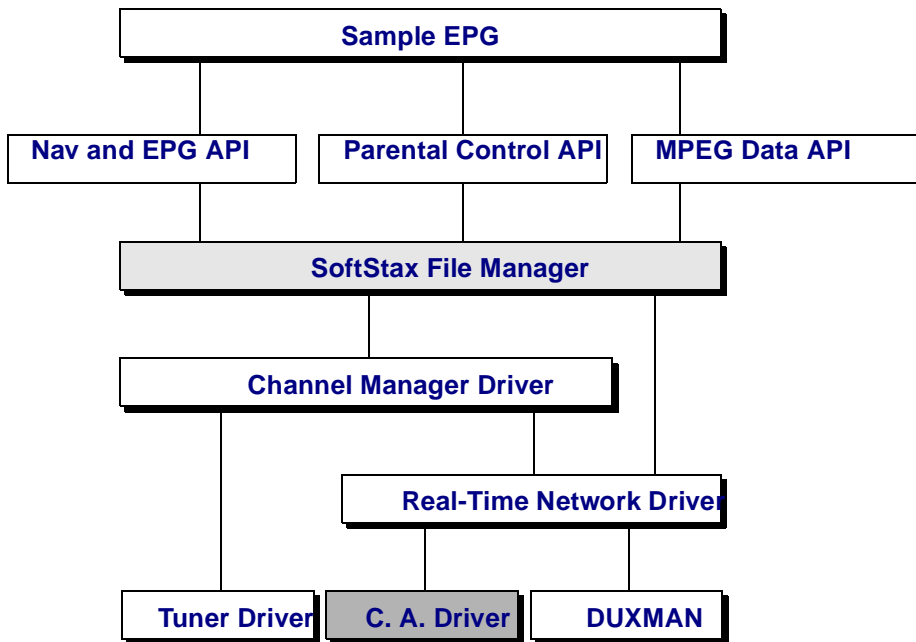 Sample EPG
Nav and EPG API
Parental Control API
MPEG Data API
SoftStax File Manager
Channel Manager Driver
Real-Time Network Driver
Tuner Driver
C. A. Driver
DUXMAN